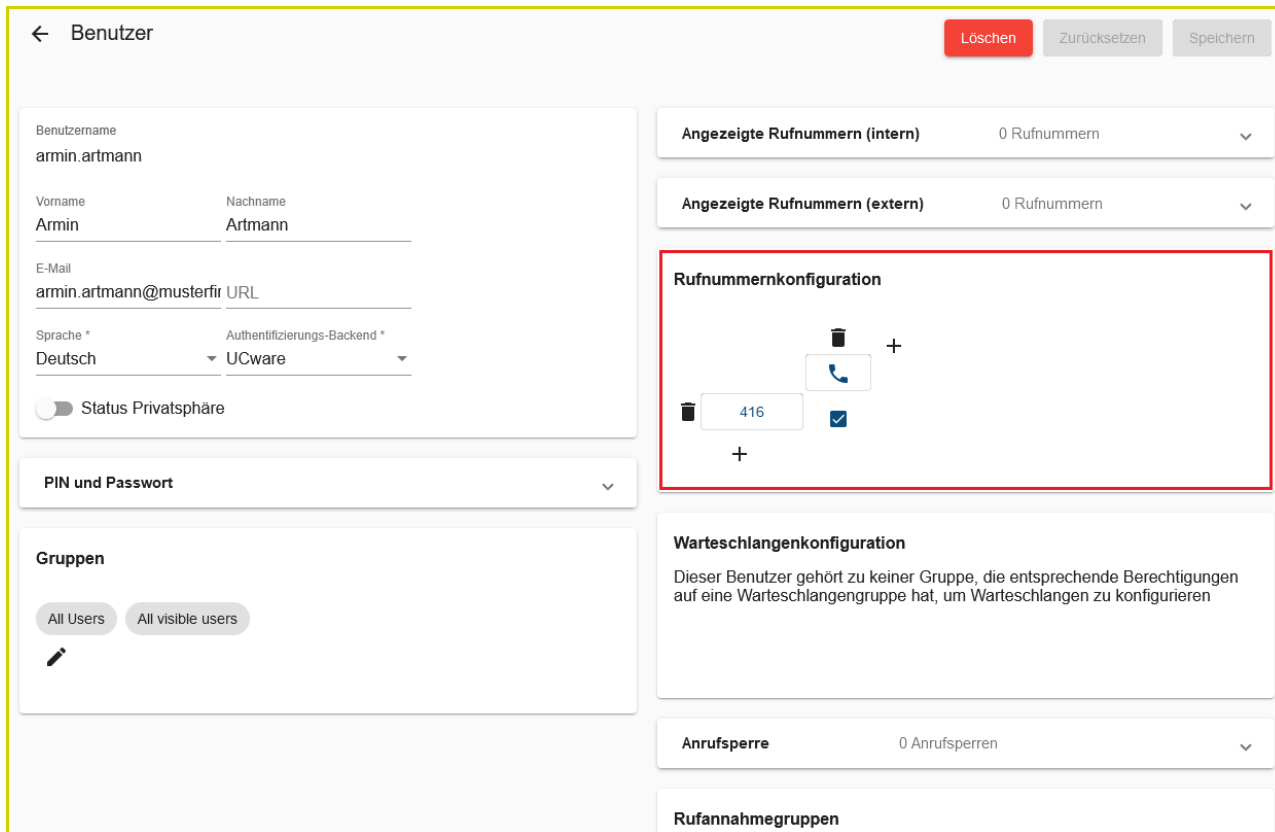 Benutzer
Löschen
Zurücksetzen
Speichern
Benutzername
armin.artmann
Vorname Nachname
Armin Artmann
E-Mail
armin.artmann@musterfir URL
Sprache * Authentifizierungs-Backend *
Deutsch UCware
Status Privatsphäre
PIN und Passwort
Gruppen
All Users All visible users
Angezeigte Rufnummern (intern) 0 Rufnummern
Angezeigte Rufnummern (extern) 0 Rufnummern
Rufnummernkonfiguration
416
Warteschlangenkonfiguration
Dieser Benutzer gehört zu keiner Gruppe, die entsprechende Berechtigungen
auf eine Warteschlangengruppe hat, um Warteschlangen zu konfigurieren
Anrufsperre 0 Anrufsperren
Rufannahmegruppen